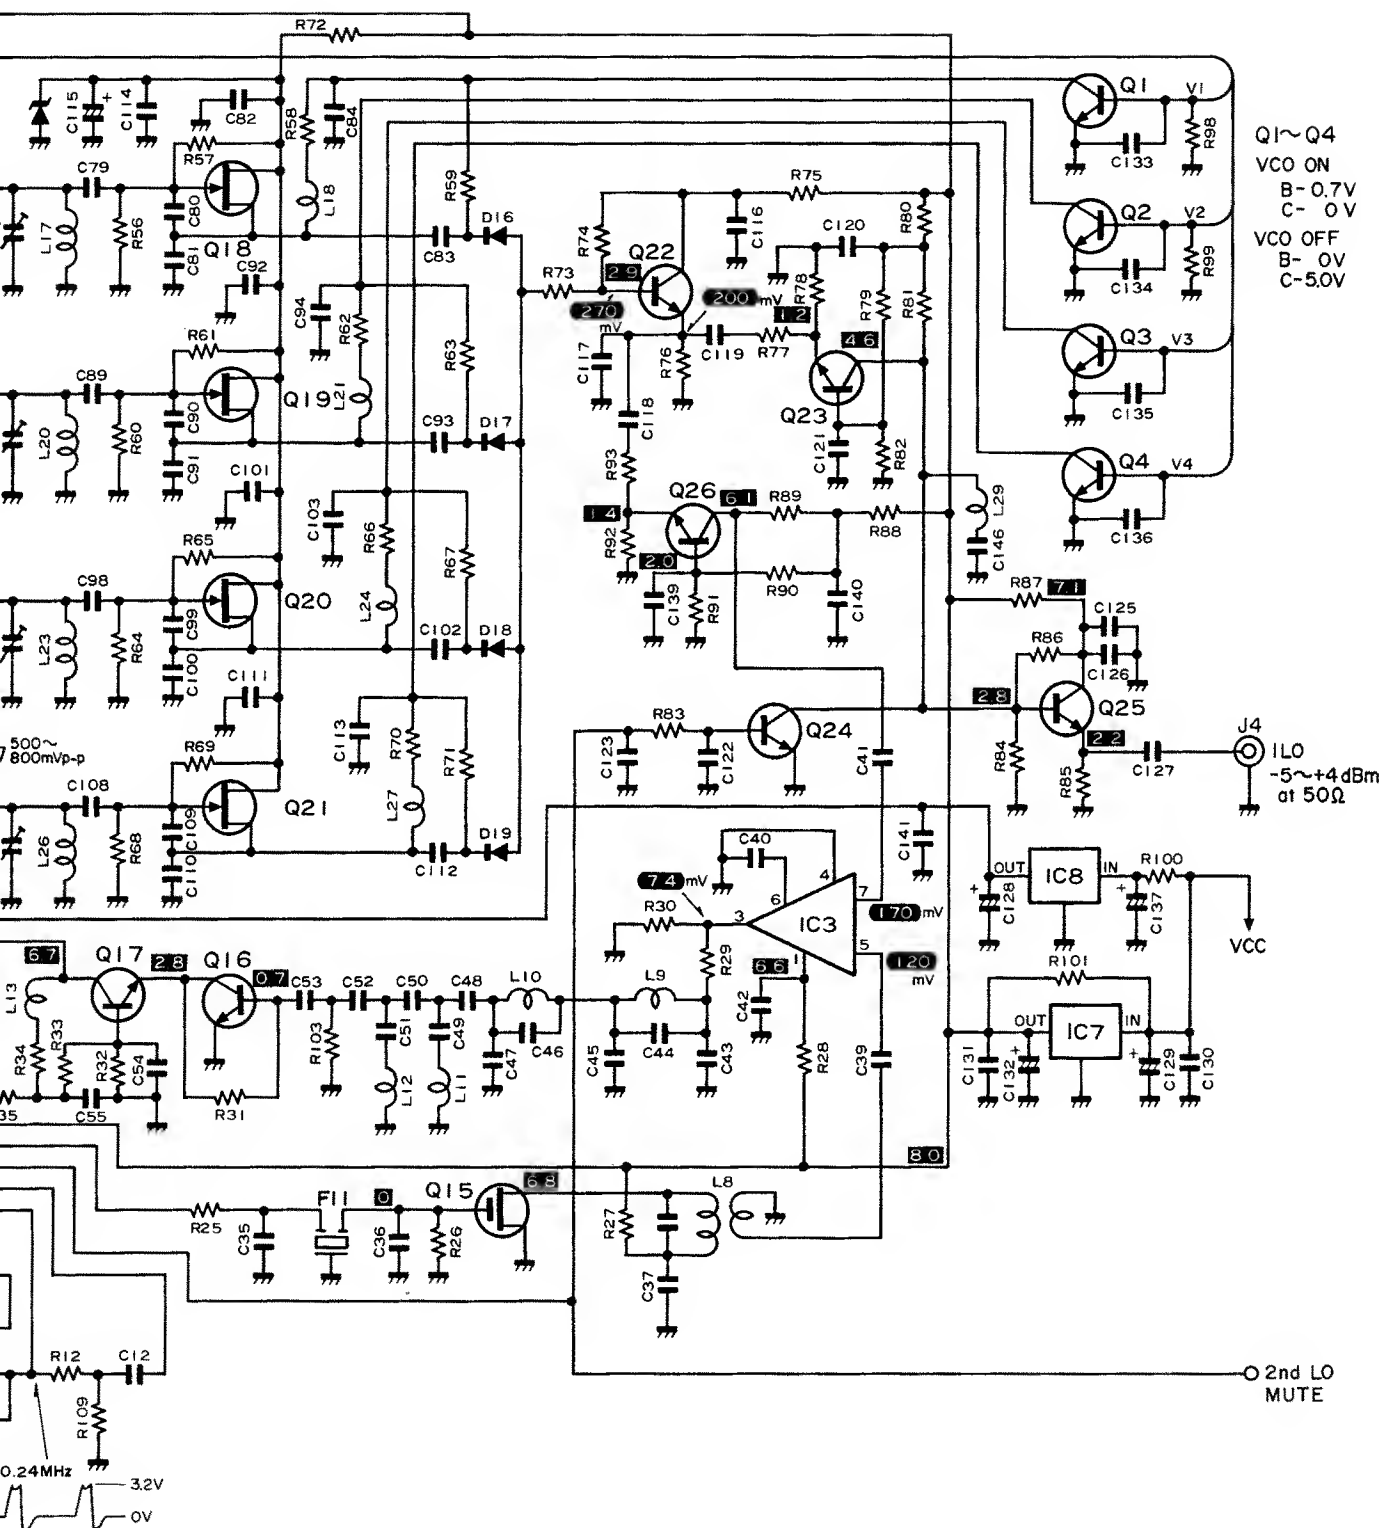 R72
C115
+
C114
C82
R58
C84
Q1
V1
R98
C133
Q1~Q4
VCO ON
B- 0.7V
C- 0V
VCO OFF
B- 0V
C-5.0V
R57
C79
C80
L17
R56
Q18
L18
R59
D16
C81
C83
C92
R75
C116
R74
Q22
R73
2.9
270
mV
200 mV
C120
R80
R78
R79
R81
1.2
Q2
V2
R99
C134
C94
R62
R61
C89
C90
L20
R60
Q19
L21
R63
C93
D17
C91
C101
C117
R76
C119
R77
4.6
Q23
C118
C121
R82
R93
Q3
V3
C135
Q4
V4
C136
C103
R66
R65
C98
C99
L23
R64
Q20
L24
R67
C102
D18
C100
C111
Q26
6.1
R89
R88
1.4
R92
2.0
R90
C139
R91
C140
L29
C146
R87
7.1
C125
R86
C126
2.8
Q25
2.2
R84
R85
C127
J4
1LO
-5~+4dBm
at 50Ω
500~
800mVp-p
C113
R70
R69
C108
C109
L26
R68
Q21
L27
R71
C112
D19
C110
R83
Q24
C123
C122
C41
C141
C40
4
6
7
74 mV
R30
3
IC3
170 mV
5
120
mV
R29
6.6
1
OUT
IC8
IN
R100
+
C128
+
C137
VCC
R101
OUT
IC7
IN
C131
C132
+
+
C129
C130
6.7
Q17
2.8
Q16
0.7
C53
C52
C50
C48
L10
L9
L13
R34
R33
R32
C54
R103
C51
C49
C47
C46
C45
C44
C43
C42
R28
C39
35
C55
R31
L12
L11
8.0
R25
C35
FI1
0
Q15
6.8
C36
R26
R27
L8
C37
R12
C12
R109
2nd LO
MUTE
0.24MHz
3.2V
0V